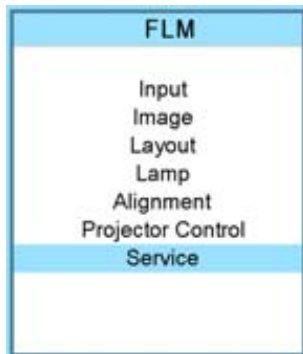 FLM
Input
Image
Layout
Lamp
Alignment
Projector Control
Service